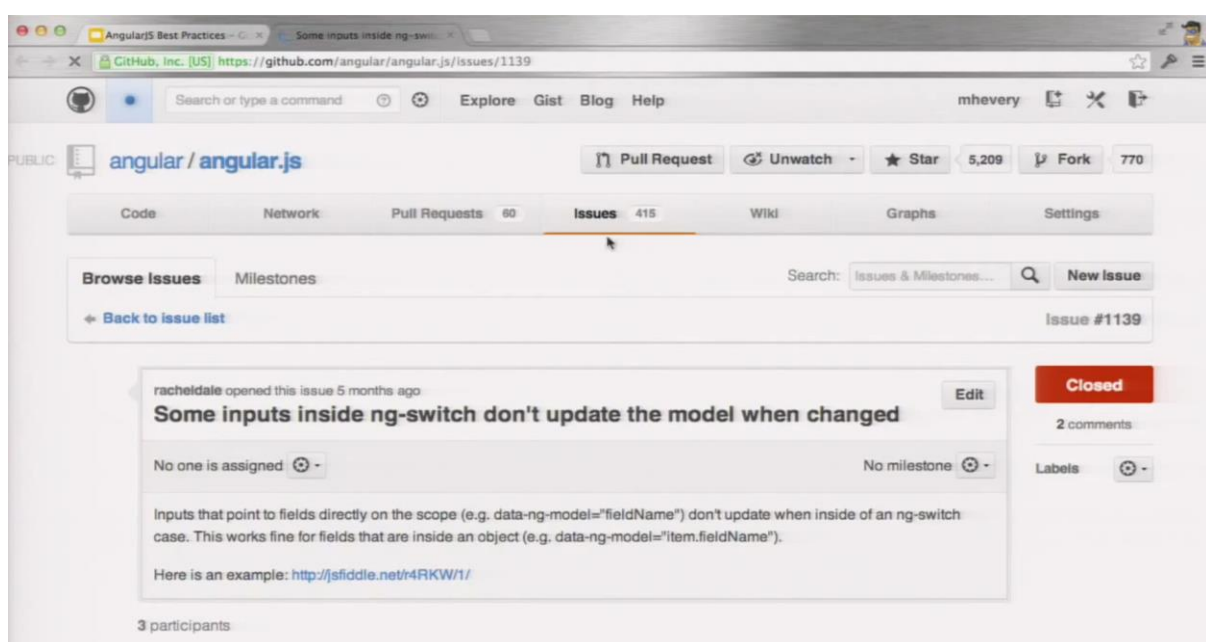 AngularJS Best Practices - G
Some inputs inside ng-swit
GitHub, Inc. [US] https://github.com/angular/angular.js/issues/1139
Search or type a command Explore Gist Blog Help mhevery
PUBLIC angular / angular.js Pull Request Unwatch Star 5,209 Fork 770
Code Network Pull Requests 60 Issues 415 Wiki Graphs Settings
Browse Issues Milestones Search: Issues & Milestones... New Issue
Back to issue list Issue #1139
racheldale opened this issue 5 months ago Edit Closed
Some inputs inside ng-switch don't update the model when changed
2 comments
No one is assigned No milestone Labels
Inputs that point to fields directly on the scope (e.g. data-ng-model="fieldName") don't update when inside of an ng-switch
case. This works fine for fields that are inside an object (e.g. data-ng-model="item.fieldName").
Here is an example: http://jsfiddle.net/r4RKW/1/
3 participants